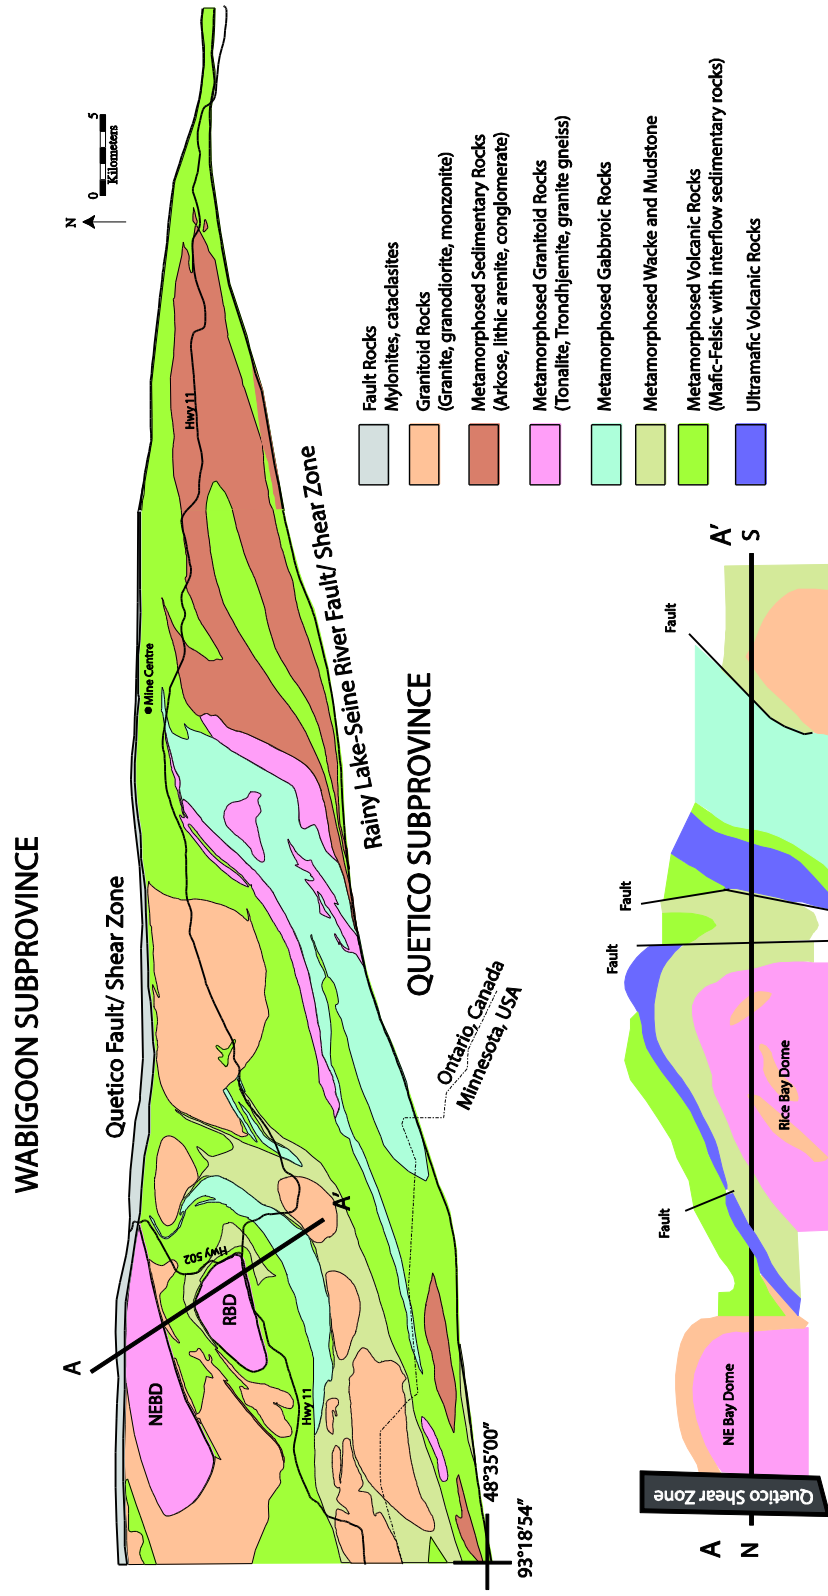 WABIGOON SUBPROVINCE
Quetico Fault/ Shear Zone
N
0 5
Kilometers
A
NEBD
RBD
Hwy 502
A'
Hwy 11
Mine Centre
Hwy 11
Rainy Lake-Seine River Fault/ Shear Zone
QUETICO SUBPROVINCE
Ontario, Canada
Minnesota, USA
48°35'00"
93°18'54"
Fault Rocks
Mylonites, cataclasites
Granitoid Rocks
(Granite, granodiorite, monzonite)
Metamorphosed Sedimentary Rocks
(Arkose, lithic arenite, conglomerate)
Metamorphosed Granitoid Rocks
(Tonalite, Trondhjemite, granite gneiss)
Metamorphosed Gabbroic Rocks
Metamorphosed Wacke and Mudstone
Metamorphosed Volcanic Rocks
(Mafic-Felsic with interflow sedimentary rocks)
Ultramafic Volcanic Rocks
A
N
Quetico Shear Zone
NE Bay Dome
Fault
Rice Bay Dome
Fault
Fault
Fault
A'
S